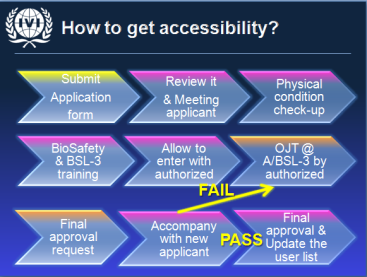 IVI
How to get accessibility?
Submit
Application
form
Review it
& Meeting
applicant
Physical
condition
check-up
BioSafety
& BSL-3
training
Allow to
enter with
authorized
OJT @
A/BSL-3 by
authorized
FAIL
Final
approval
request
Accompany
with new
applicant
PASS
Final
approval &
Update the
user list